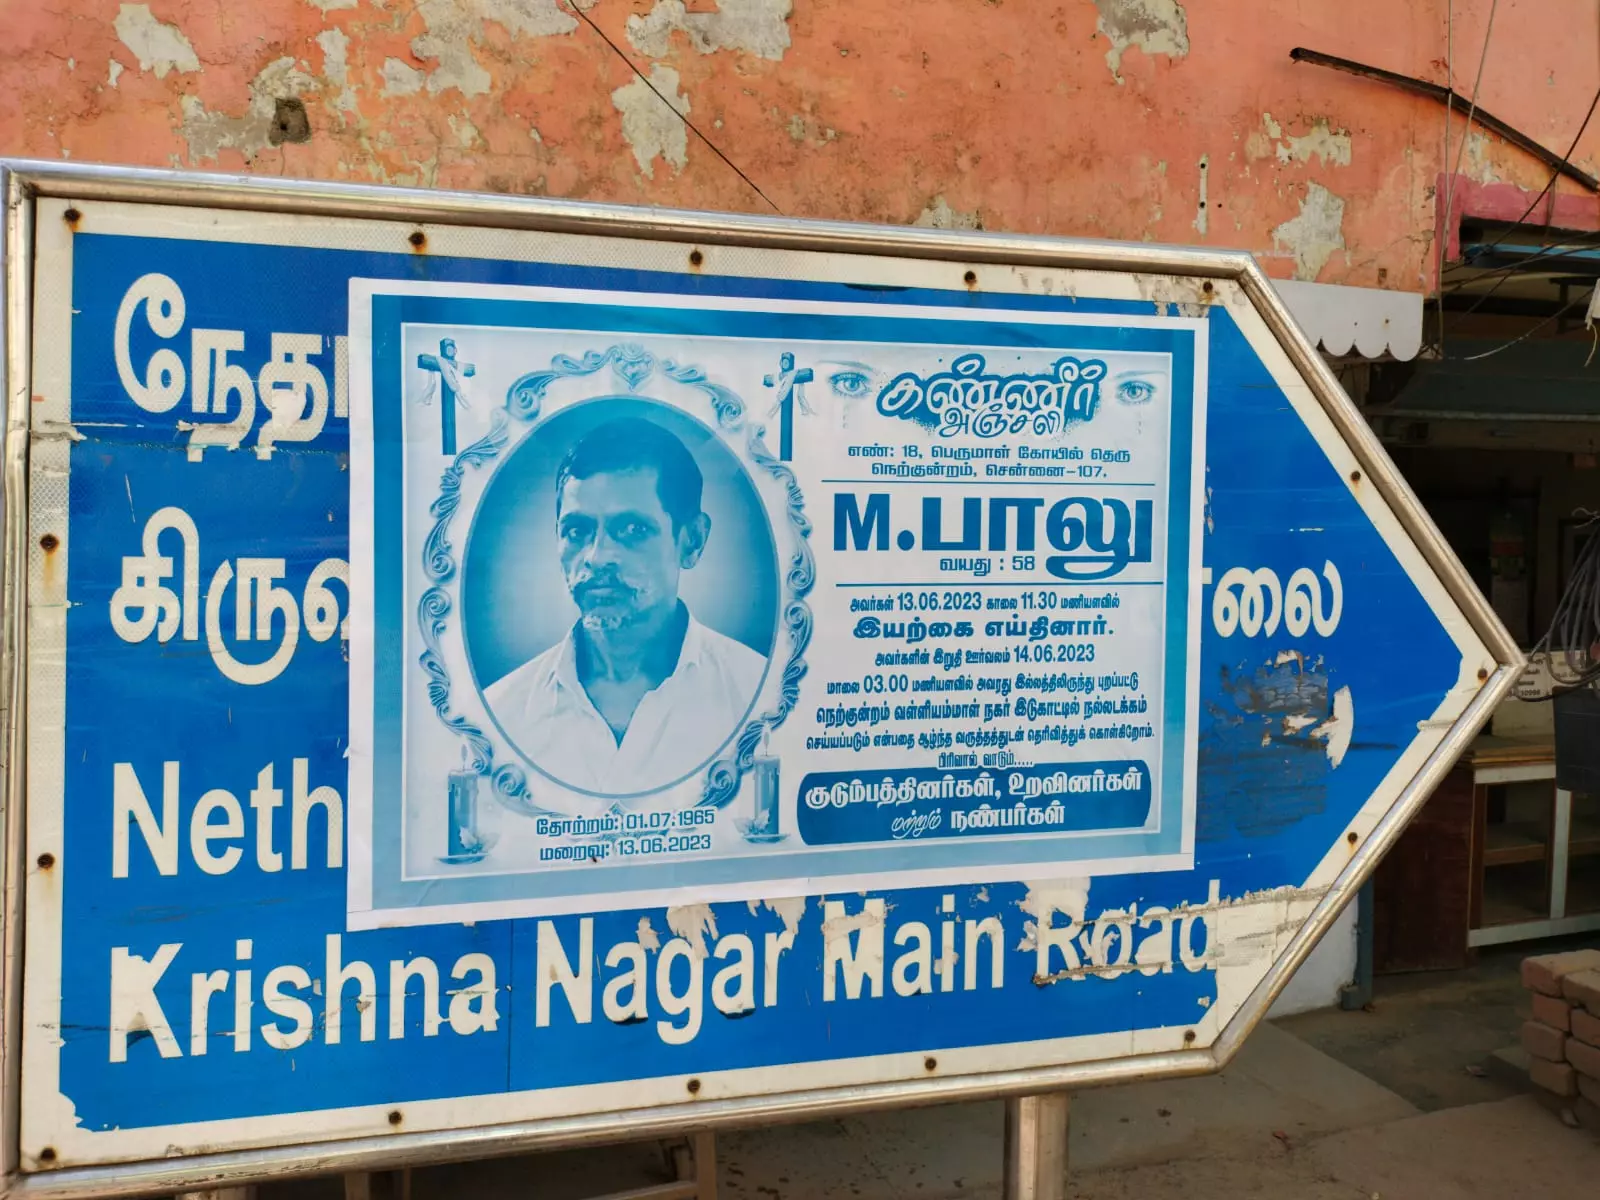 கண்ணீர்
அஞ்சலி
எண்: 18, பெருமாள் கோயில் தெரு
நெற்குன்றம், சென்னை-107.
M.பாலு
வயது : 58
அவர்கள் 13.06.2023 காலை 11.30 மணியளவில்
இயற்கை எய்தினார்.
அவர்களின் இறுதி ஊர்வலம் 14.06.2023
மாலை 03.00 மணியளவில் அவரது இல்லத்திலிருந்து புறப்பட்டு
நெற்குன்றம் வள்ளியம்மாள் நகர் இடுகாட்டில் நல்லடக்கம்
செய்யப்படும் என்பதை ஆழ்ந்த வருத்தத்துடன் தெரிவித்துக் கொள்கிறோம்.
பிரிவால் வாடும்.....
குடும்பத்தினர்கள், உறவினர்கள்
மற்றும் நண்பர்கள்
தோற்றம்: 01.07.1965
மறைவு: 13.06.2023
Krishna Nagar Main Road